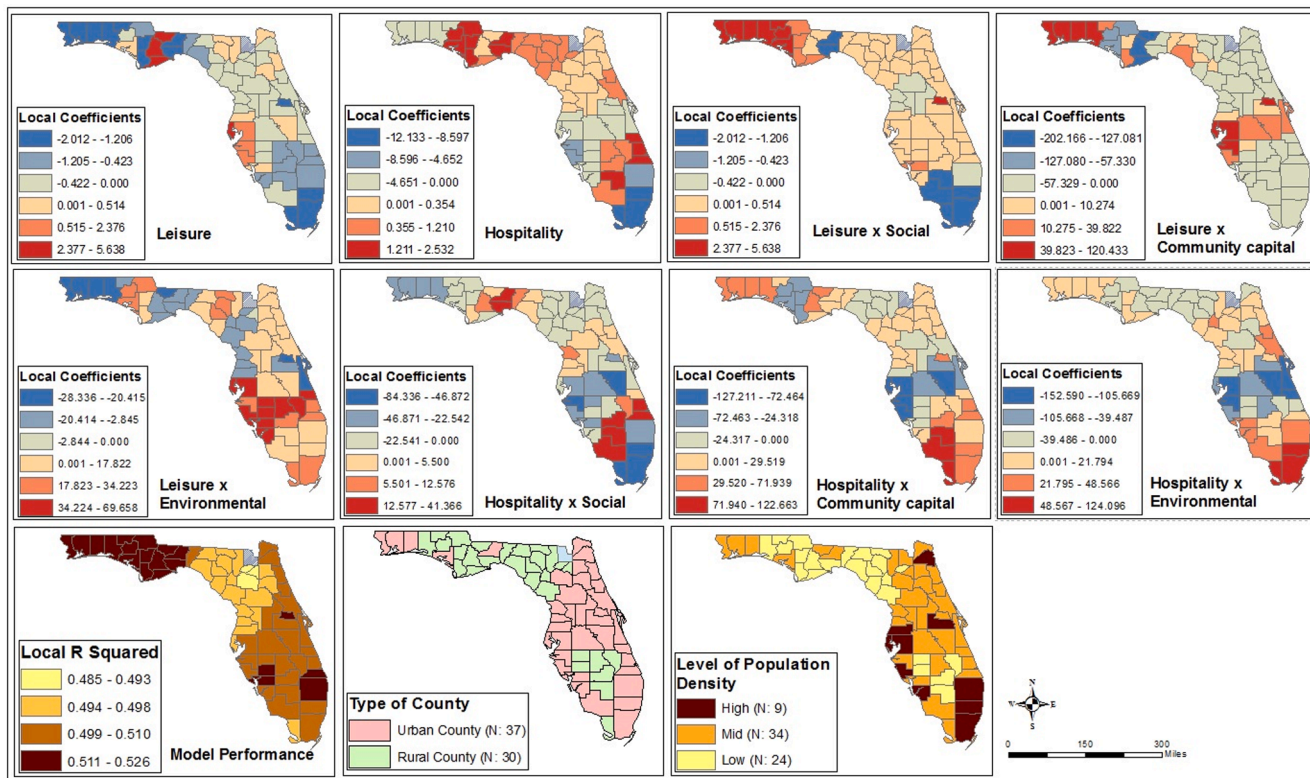 Local Coefficients
-2.012 - -1.206
-1.205 - -0.423
-0.422 - 0.000
0.001 - 0.514
0.515 - 2.376
2.377 - 5.638
Leisure
Local Coefficients
-12.133 - -8.597
-8.596 - -4.652
-4.651 - 0.000
0.001 - 0.354
0.355 - 1.210
1.211 - 2.532
Hospitality
Local Coefficients
-2.012 - -1.206
-1.205 - -0.423
-0.422 - 0.000
0.001 - 0.514
0.515 - 2.376
2.377 - 5.638
Leisure x Social
Local Coefficients
-202.166 - -127.081
-127.080 - -57.330
-57.329 - 0.000
0.001 - 10.274
10.275 - 39.822
39.823 - 120.433
Leisure x
Community capital
Local Coefficients
-28.336 - -20.415
-20.414 - -2.845
-2.844 - 0.000
0.001 - 17.822
17.823 - 34.223
34.224 - 69.658
Leisure x
Environmental
Local Coefficients
-84.336 - -46.872
-46.871 - -22.542
-22.541 - 0.000
0.001 - 5.500
5.501 - 12.576
12.577 - 41.366
Hospitality x Social
Local Coefficients
-127.211 - -72.464
-72.463 - -24.318
-24.317 - 0.000
0.001 - 29.519
29.520 - 71.939
71.940 - 122.663
Hospitality x
Community capital
Local Coefficients
-152.590 - -105.669
-105.668 - -39.487
-39.486 - 0.000
0.001 - 21.794
21.795 - 48.566
48.567 - 124.096
Hospitality x
Environmental
Local R Squared
0.485 - 0.493
0.494 - 0.498
0.499 - 0.510
0.511 - 0.526
Model Performance
Type of County
Urban County (N: 37)
Rural County (N: 30)
Level of Population
Density
High (N: 9)
Mid (N: 34)
Low (N: 24)
N
W E
S
0 75 150 300
Miles